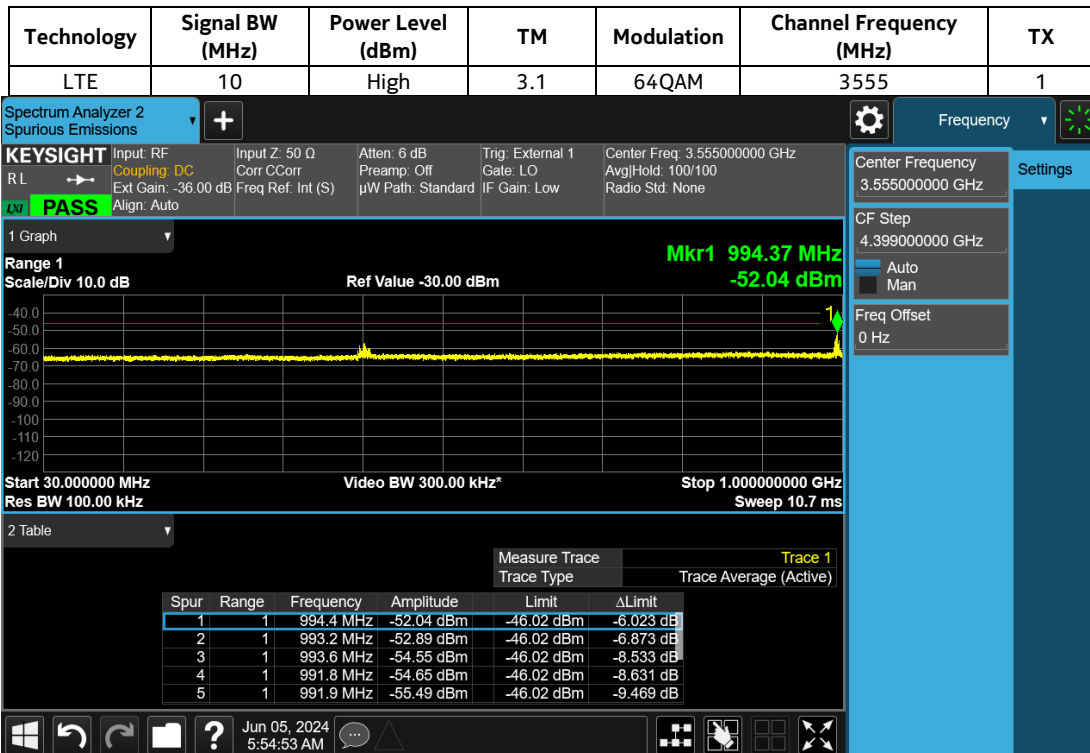 Technology Signal BW (MHz) Power Level (dBm) TM Modulation Channel Frequency (MHz) TX
LTE 10 High 3.1 64QAM 3555 1
Spectrum Analyzer 2
Spurious Emissions
Frequency
KEYSIGHT
RL
LXI PASS
Input: RF
Coupling: DC
Ext Gain: -36.00 dB
Align: Auto
Input Z: 50 Ω
Corr CCorr
Freq Ref: Int (S)
Atten: 6 dB
Preamp: Off
µW Path: Standard
Trig: External 1
Gate: LO
IF Gain: Low
Center Freq: 3.555000000 GHz
Avg|Hold: 100/100
Radio Std: None
Center Frequency
3.555000000 GHz
Settings
CF Step
4.399000000 GHz
Auto
Man
Freq Offset
0 Hz
1 Graph
Range 1
Scale/Div 10.0 dB
Ref Value -30.00 dBm
Mkr1 994.37 MHz
-52.04 dBm
1
-40.0
-50.0
-60.0
-70.0
-80.0
-90.0
-100
-110
-120
Start 30.000000 MHz Video BW 300.00 kHz* Stop 1.000000000 GHz
Res BW 100.00 kHz Sweep 10.7 ms
2 Table
Measure Trace Trace 1
Trace Type Trace Average (Active)
Spur Range Frequency Amplitude Limit ΔLimit
1 1 994.4 MHz -52.04 dBm -46.02 dBm -6.023 dB
2 1 993.2 MHz -52.89 dBm -46.02 dBm -6.873 dB
3 1 993.6 MHz -54.55 dBm -46.02 dBm -8.533 dB
4 1 991.8 MHz -54.65 dBm -46.02 dBm -8.631 dB
5 1 991.9 MHz -55.49 dBm -46.02 dBm -9.469 dB
Jun 05, 2024
5:54:53 AM